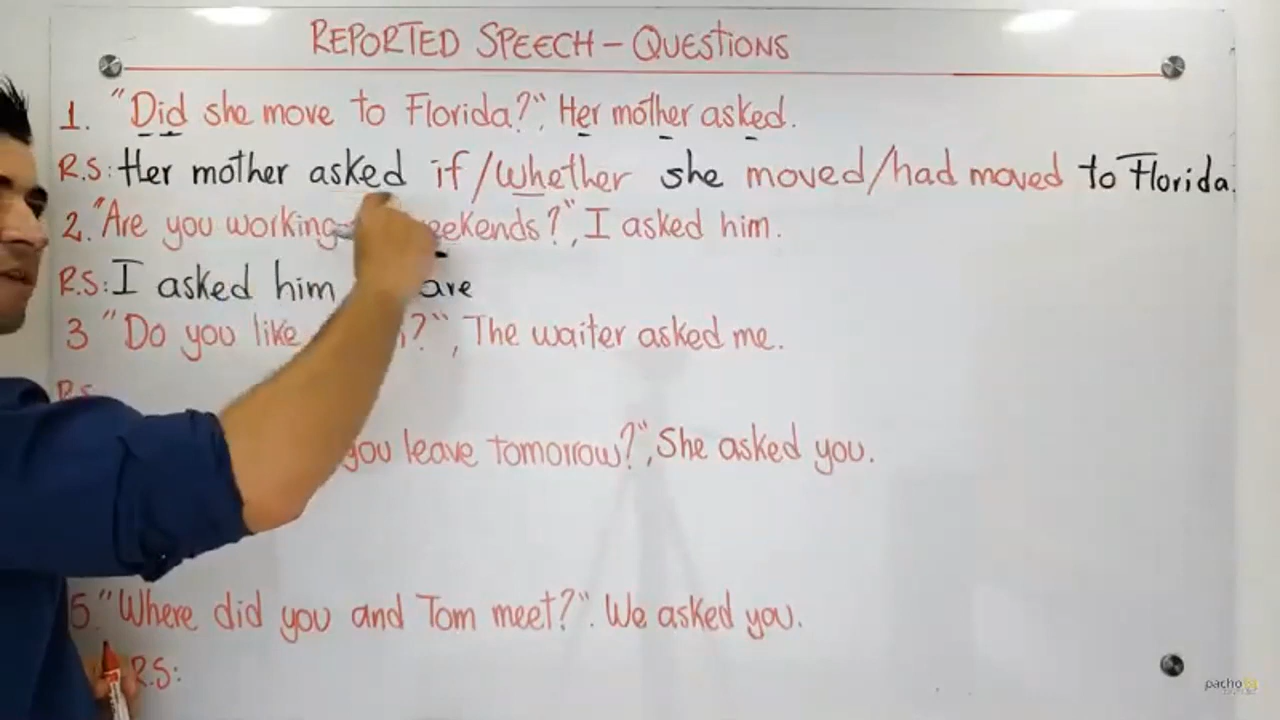 REPORTED SPEECH - QUESTIONS
1. "Did she move to Florida?", Her mother asked.
R.S: Her mother asked if/whether she moved/had moved to Florida.
2. "Are you working eekends?", I asked him.
R.S: I asked him are
3 "Do you like ?", The waiter asked me.
R.S
you leave tomorrow?", She asked you.
5. "Where did you and Tom meet?". We asked you.
R.S:
pacho